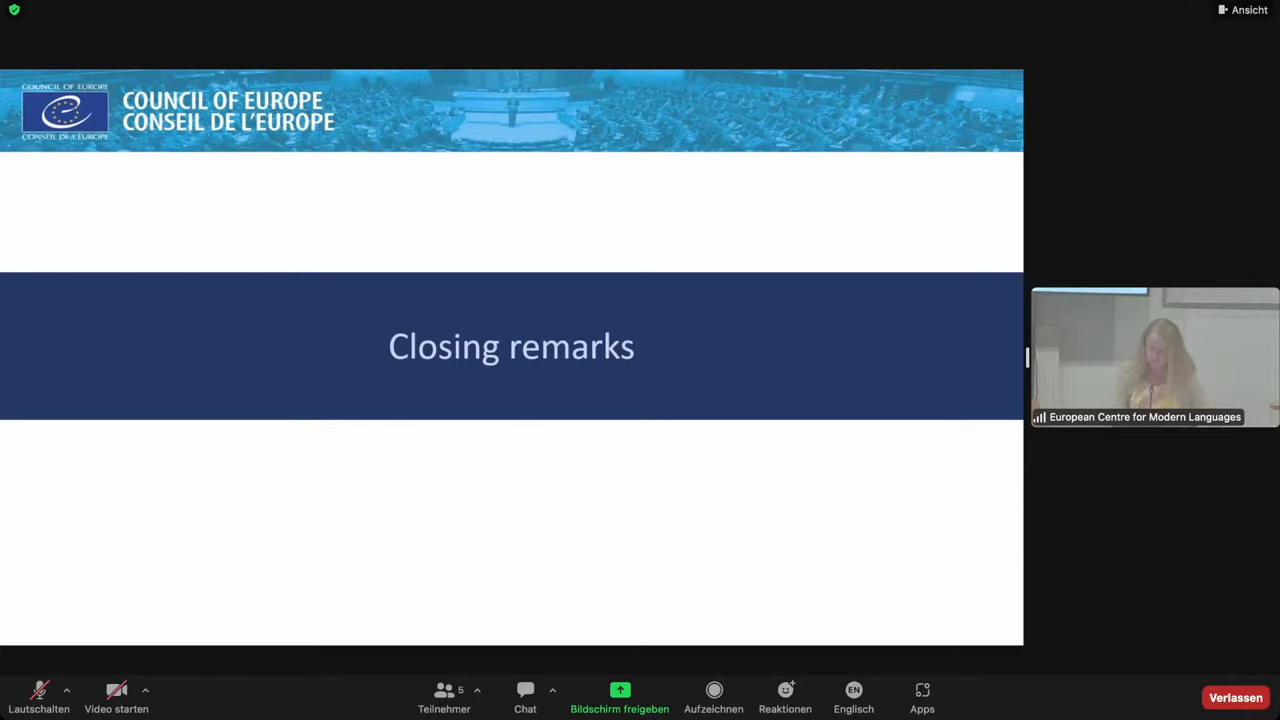 Ansicht
COUNCIL OF EUROPE
CONSEIL DE L'EUROPE
COUNCIL OF EUROPE
CONSEIL DE L'EUROPE
Closing remarks
European Centre for Modern Languages
Lautschalten
Video starten
5
Teilnehmer
Chat
Bildschirm freigeben
Aufzeichnen
Reaktionen
EN
Englisch
Apps
Verlassen